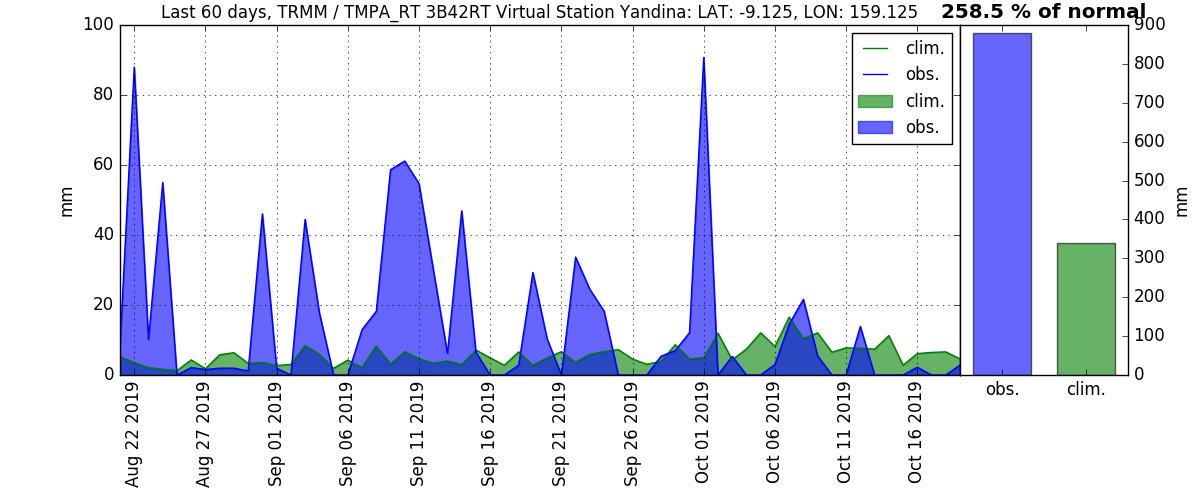 Last 60 days, TRMM / TMPA_RT 3B42RT Virtual Station Yandina: LAT: -9.125, LON: 159.125
258.5 % of normal
100
80
60
40
20
0
mm
clim.
obs.
clim.
obs.
Aug 22 2019
Aug 27 2019
Sep 01 2019
Sep 06 2019
Sep 11 2019
Sep 16 2019
Sep 21 2019
Sep 26 2019
Oct 01 2019
Oct 06 2019
Oct 11 2019
Oct 16 2019
900
800
700
600
500
400
300
200
100
0
mm
obs.
clim.